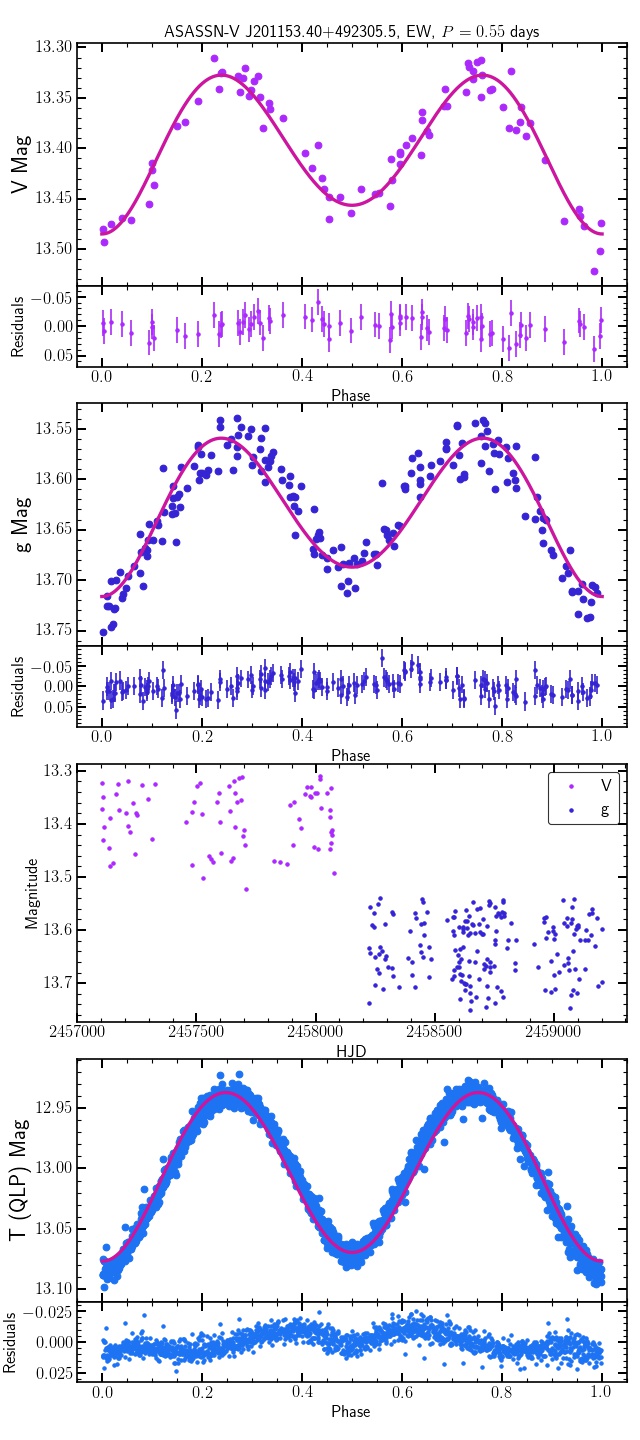 ASASSN-V J201153.40+492305.5, EW, P = 0.55 days
13.30
13.35
13.40
13.45
13.50
V Mag
−0.05
0.00
0.05
Residuals
0.0 0.2 0.4 0.6 0.8 1.0
Phase
13.55
13.60
13.65
13.70
13.75
g Mag
−0.05
0.00
0.05
Residuals
0.0 0.2 0.4 0.6 0.8 1.0
Phase
13.3
13.4
13.5
13.6
13.7
Magnitude
V
g
2457000 2457500 2458000 2458500 2459000
HJD
12.95
13.00
13.05
13.10
T (QLP) Mag
−0.025
0.000
0.025
Residuals
0.0 0.2 0.4 0.6 0.8 1.0
Phase